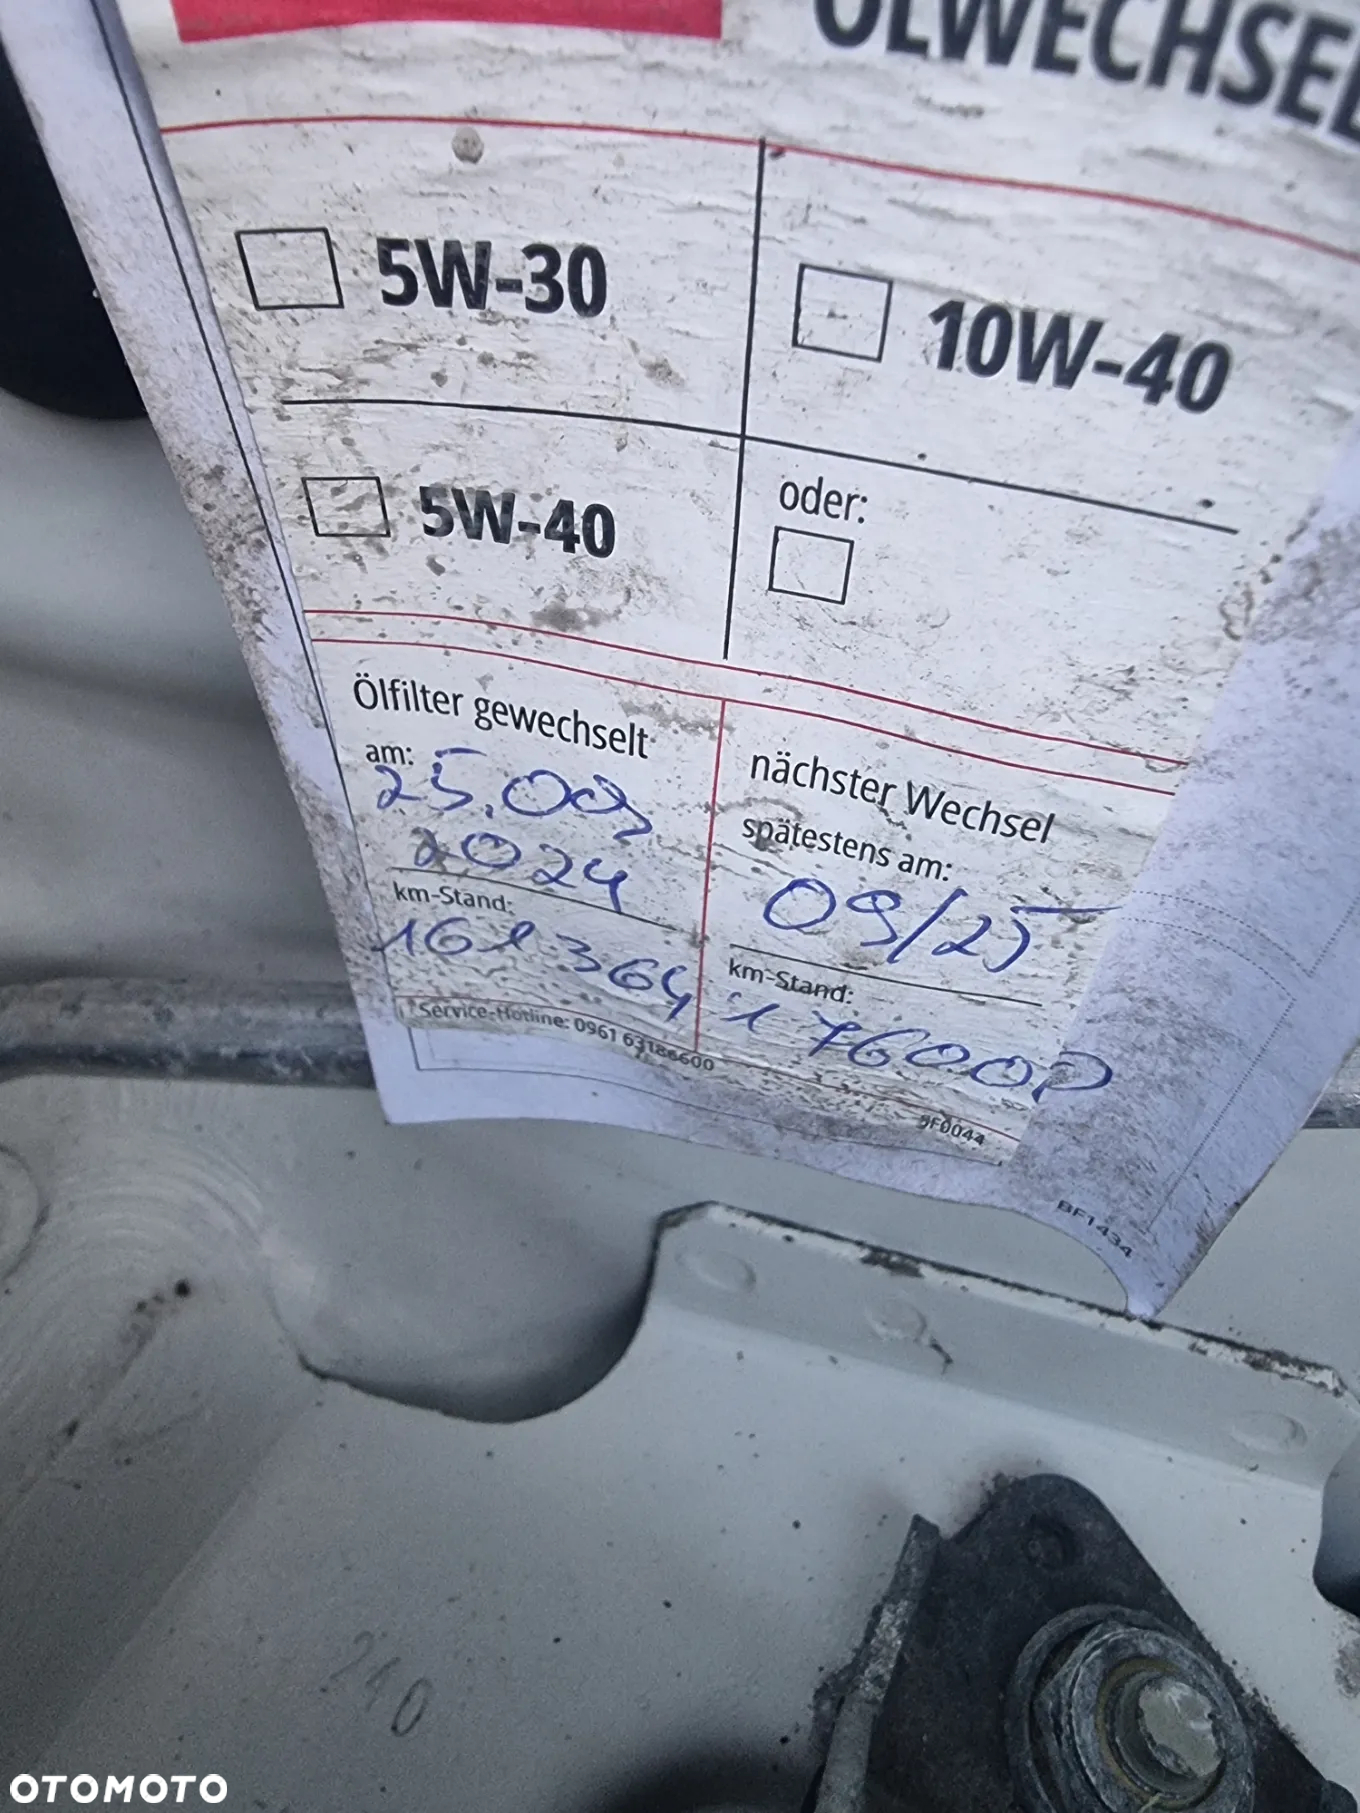 ÖLWECHSEL
5W-30
10W-40
5W-40
oder:
Ölfilter gewechselt
am:
25.09
2024
km-Stand:
161364
nächster Wechsel
spätestens am:
09/25
km-Stand:
176000
Service-Hotline: 0961 63186600
5F0044
BF1434
240
OTOMOTO